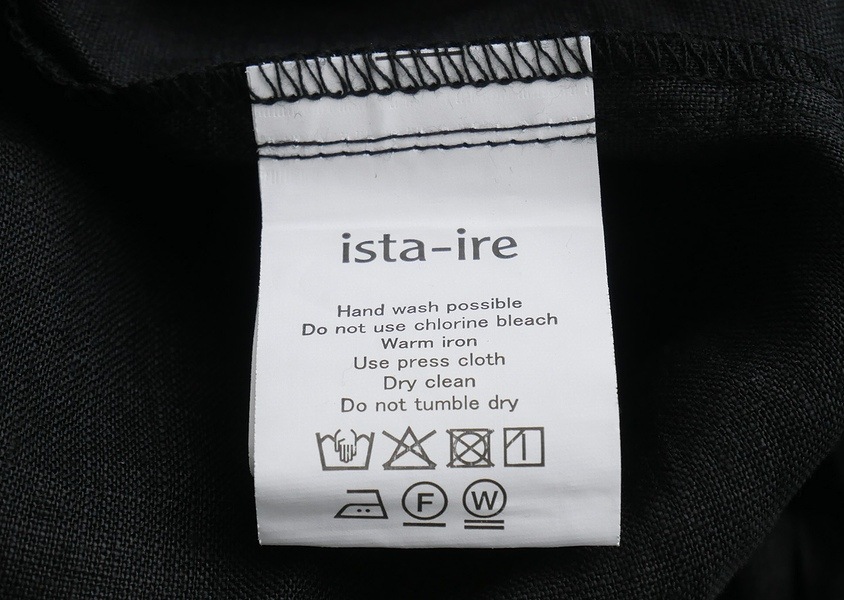 ista-ire
Hand wash possible
Do not use chlorine bleach
Warm iron
Use press cloth
Dry clean
Do not tumble dry
F W